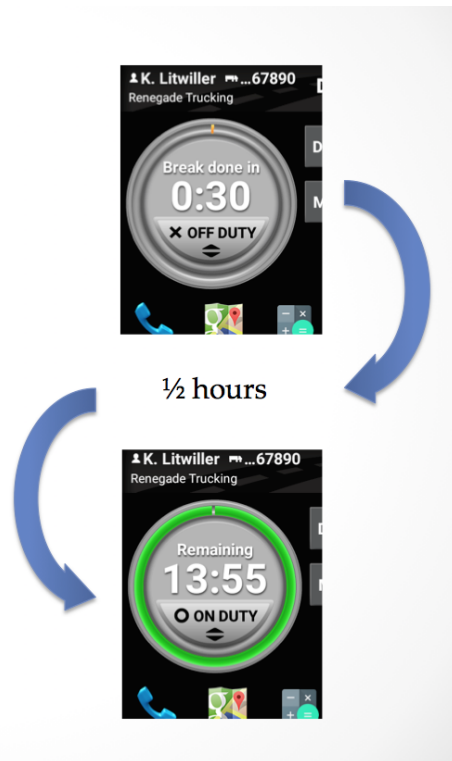 K. Litwiller ...67890
Renegade Trucking
D
Break done in
0:30
M
OFF DUTY
½ hours
K. Litwiller ...67890
Renegade Trucking
Remaining
13:55
ON DUTY